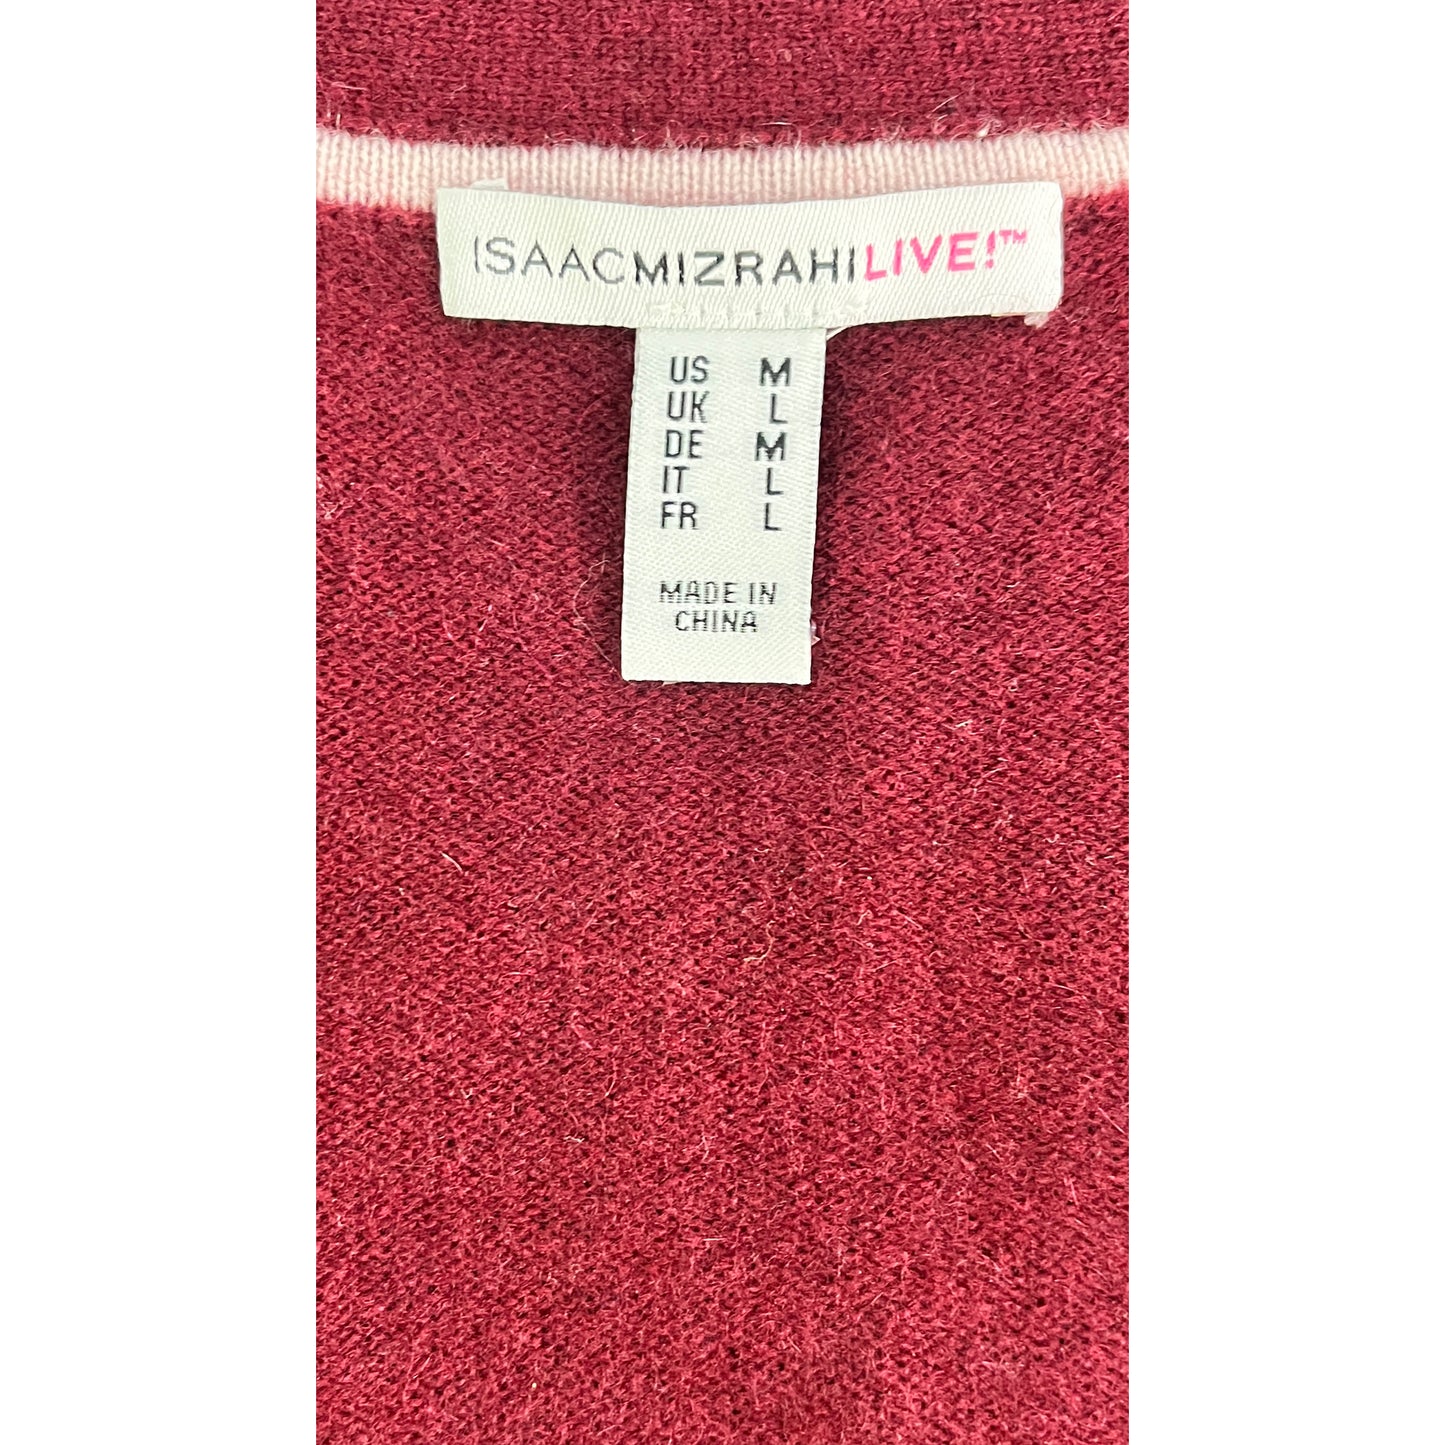 ISAACMIZRAHILIVE!™
US M
UK L
DE M
IT L
FR L
MADE IN
CHINA